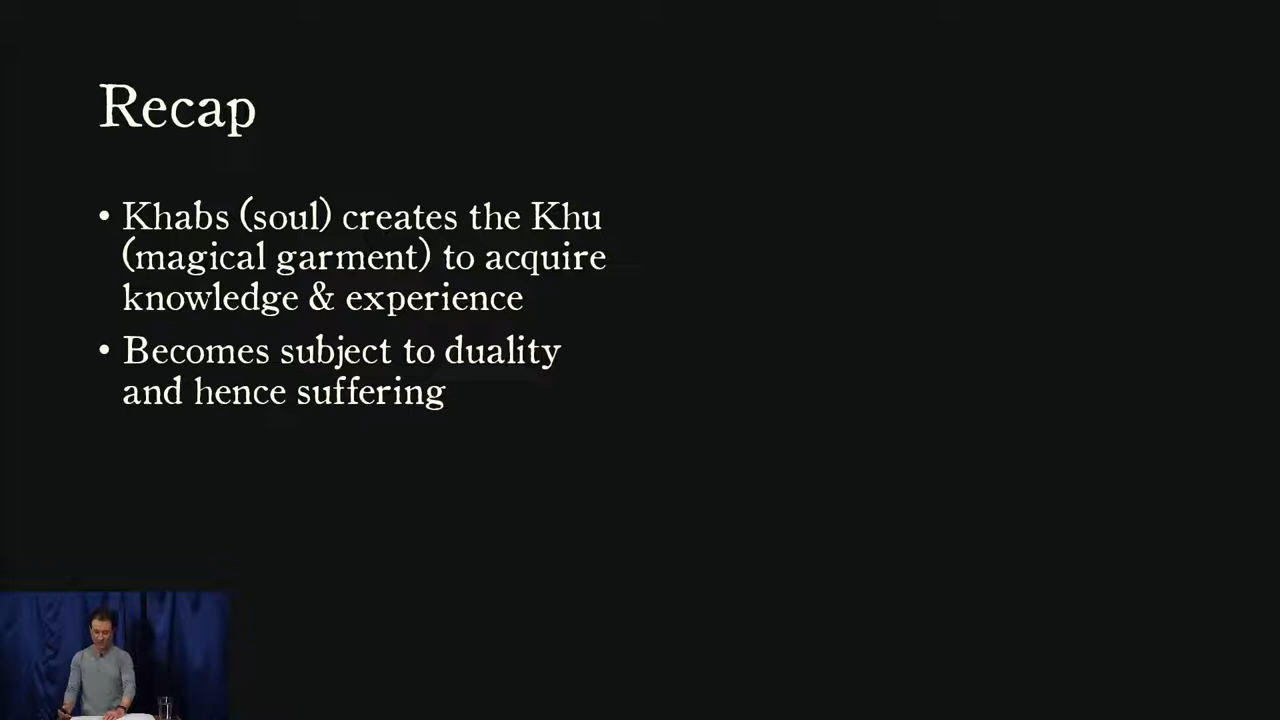 Recap
• Khabs (soul) creates the Khu
(magical garment) to acquire
knowledge & experience
• Becomes subject to duality
and hence suffering